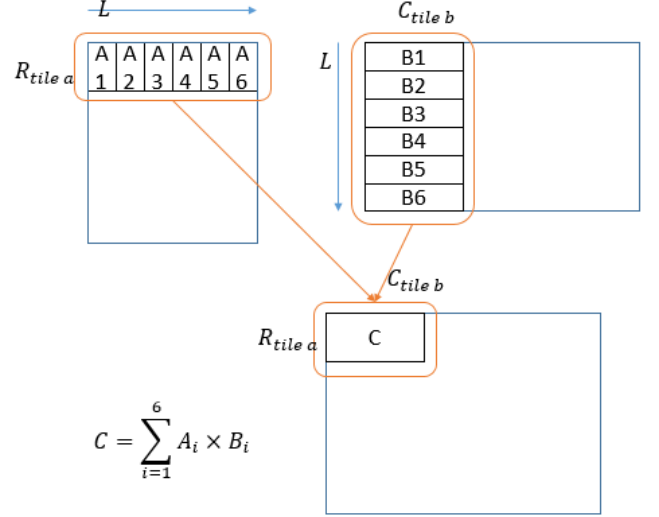 L
C_{tile b}
R_{tile a}
A A A A A A
1 2 3 4 5 6
L
B1
B2
B3
B4
B5
B6
C_{tile b}
R_{tile a}
C
C = \sum_{i=1}^{6} A_i × B_i